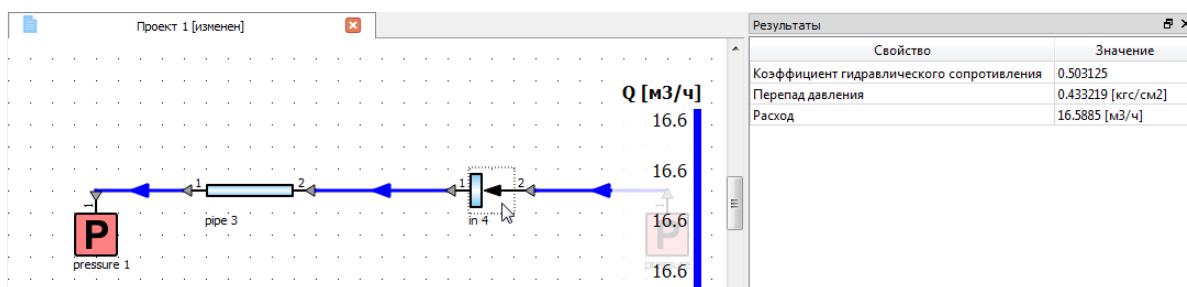 Проект 1 [изменен]
Q [м3/ч]
16.6
16.6
1 2 1 2
pipe 3 in 4 16.6
1 1
P P
pressure 1
16.6
Результаты
Свойство Значение
Коэффициент гидравлического сопротивления 0.503125
Перепад давления 0.433219 [кгс/см2]
Расход 16.5885 [м3/ч]